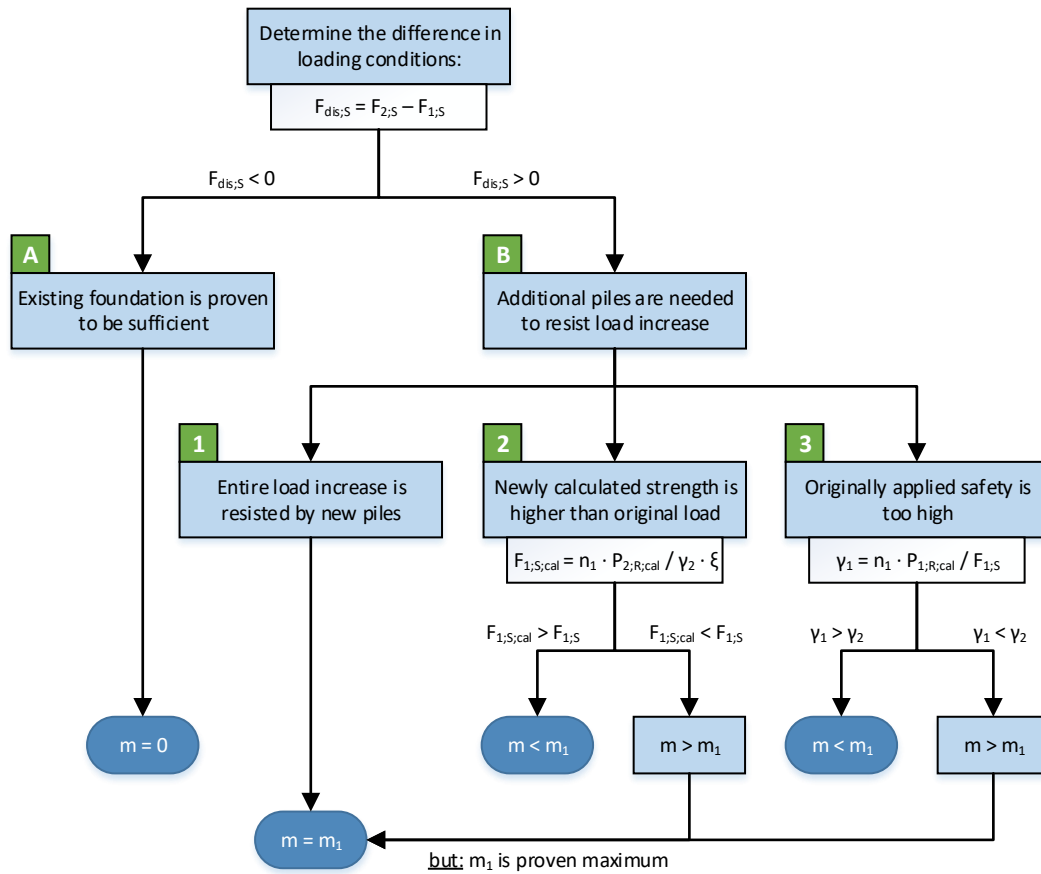 Determine the difference in
loading conditions:
F_dis;S = F_2;S – F_1;S
F_dis;S < 0
F_dis;S > 0
A
Existing foundation is proven
to be sufficient
B
Additional piles are needed
to resist load increase
1
Entire load increase is
resisted by new piles
2
Newly calculated strength is
higher than original load
F_1;S;cal = n_1 · P_2;R;cal / γ_2 · ξ
3
Originally applied safety is
too high
γ_1 = n_1 · P_1;R;cal / F_1;S
F_1;S;cal > F_1;S
F_1;S;cal < F_1;S
γ_1 > γ_2
γ_1 < γ_2
m = 0
m < m_1
m > m_1
m < m_1
m > m_1
m = m_1
but: m_1 is proven maximum